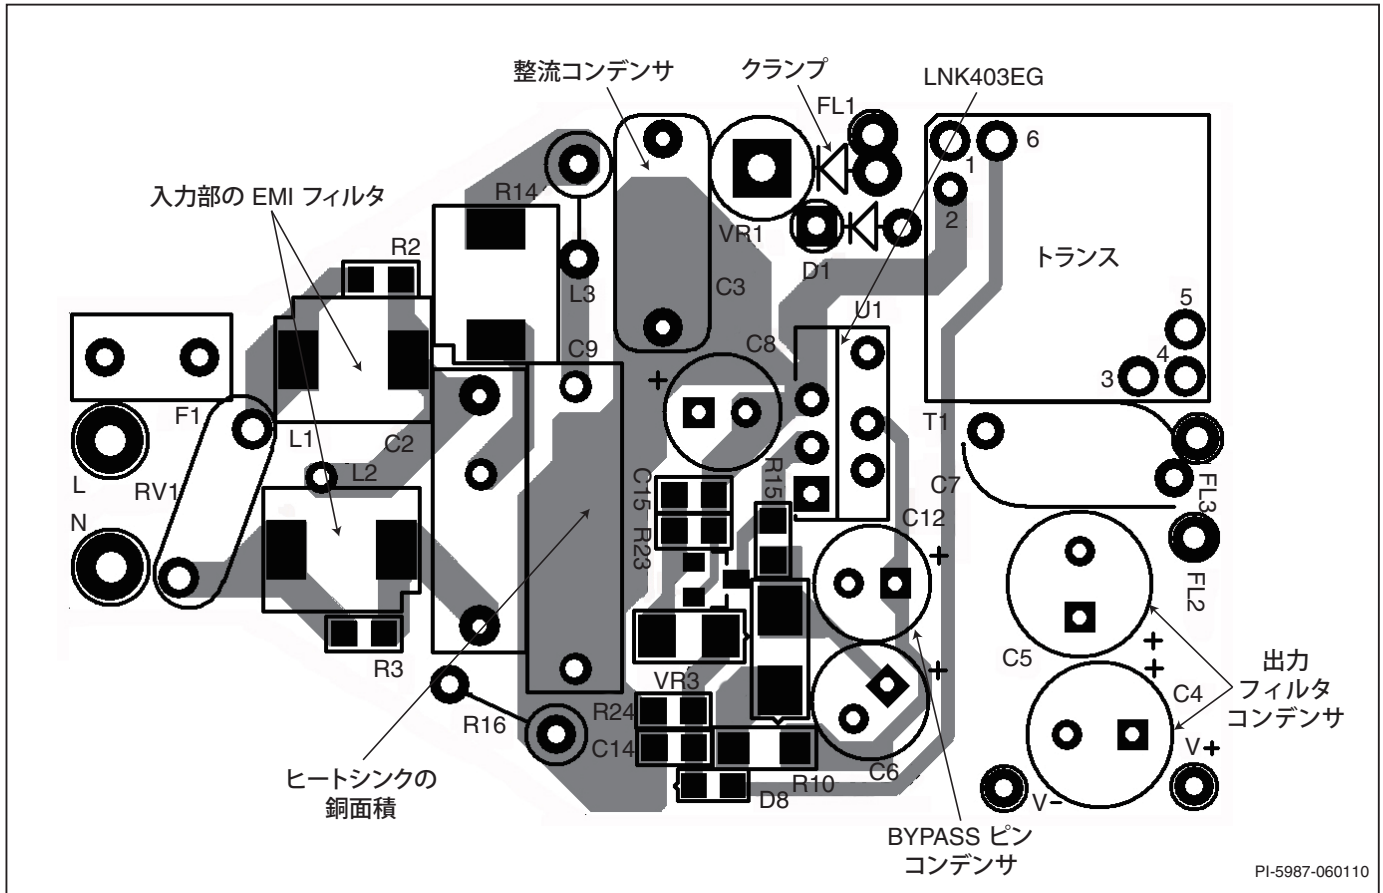 整流コンデンサ
クランプ
LNK403EG
FL1
6
1
入力部の EMI フィルタ
R14
2
VR1
トランス
R2
D1
L3
C3
5
U1
C9
C8
4
3
+
F1
T1
L1
C2
L2
L
RV1
C15
R15
C7
FL3
N
C12
R23
+
FL2
C5
+
+
出力
フィルタ
コンデンサ
R3
VR3
+
C4
R16
R24
V+
C14
ヒートシンクの
銅面積
R10
C6
D8
V-
BYPASS ピン
コンデンサ
PI-5987-060110